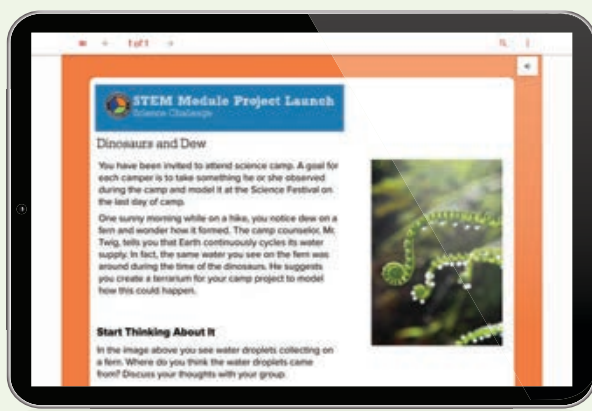 1 of 1
STEM Module Project Launch
Science Challenge
Dinosaurs and Dew
You have been invited to attend science camp. A goal for
each camper is to take something he or she observed
during the camp and model it at the Science Festival on
the last day of camp.
One sunny morning while on a hike, you notice dew on a
fern and wonder how it formed. The camp counselor, Mr.
Twig, tells you that Earth continuously cycles its water
supply. In fact, the same water you see on the fern was
around during the time of the dinosaurs. He suggests
you create a terrarium for your camp project to model
how this could happen.
Start Thinking About It
In the image above you see water droplets collecting on
a fern. Where do you think the water droplets came
from? Discuss your thoughts with your group.